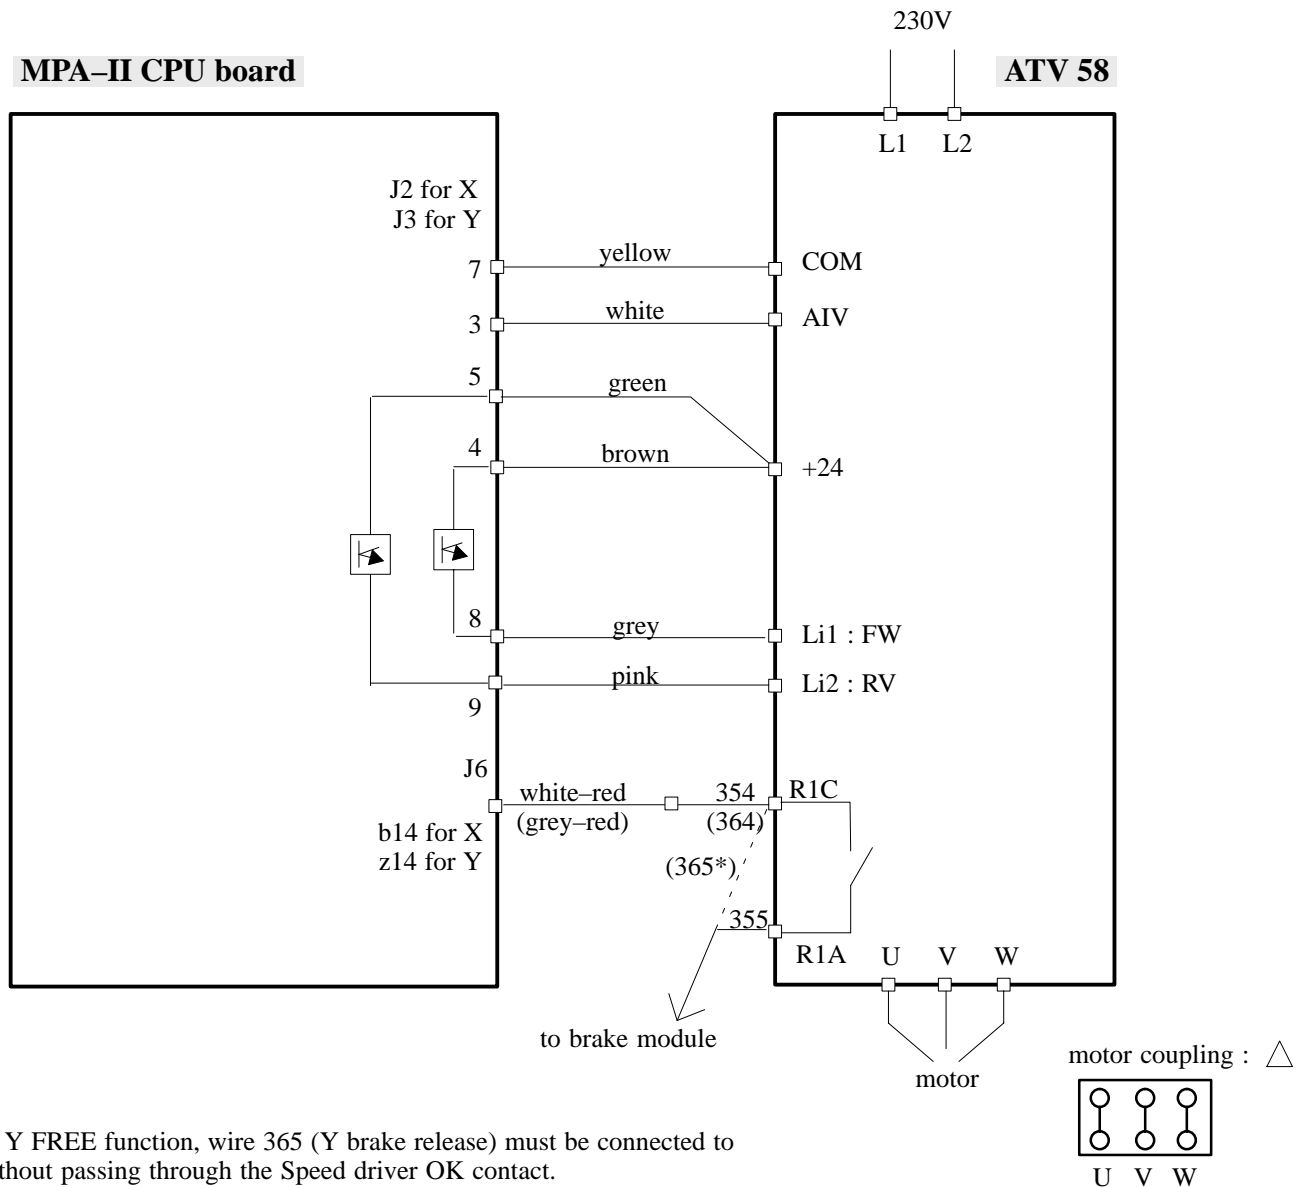 230V
MPA–II CPU board
ATV 58
L1 L2
J2 for X
J3 for Y
7 yellow COM
3 white AIV
5 green
4 brown +24
8 grey Li1 : FW
pink Li2 : RV
9
J6
white–red 354 R1C
(grey–red) (364)
b14 for X
z14 for Y
(365*)
355
R1A U V W
to brake module
motor
motor coupling :
Y FREE function, wire 365 (Y brake release) must be connected to
thout passing through the Speed driver OK contact.
U V W